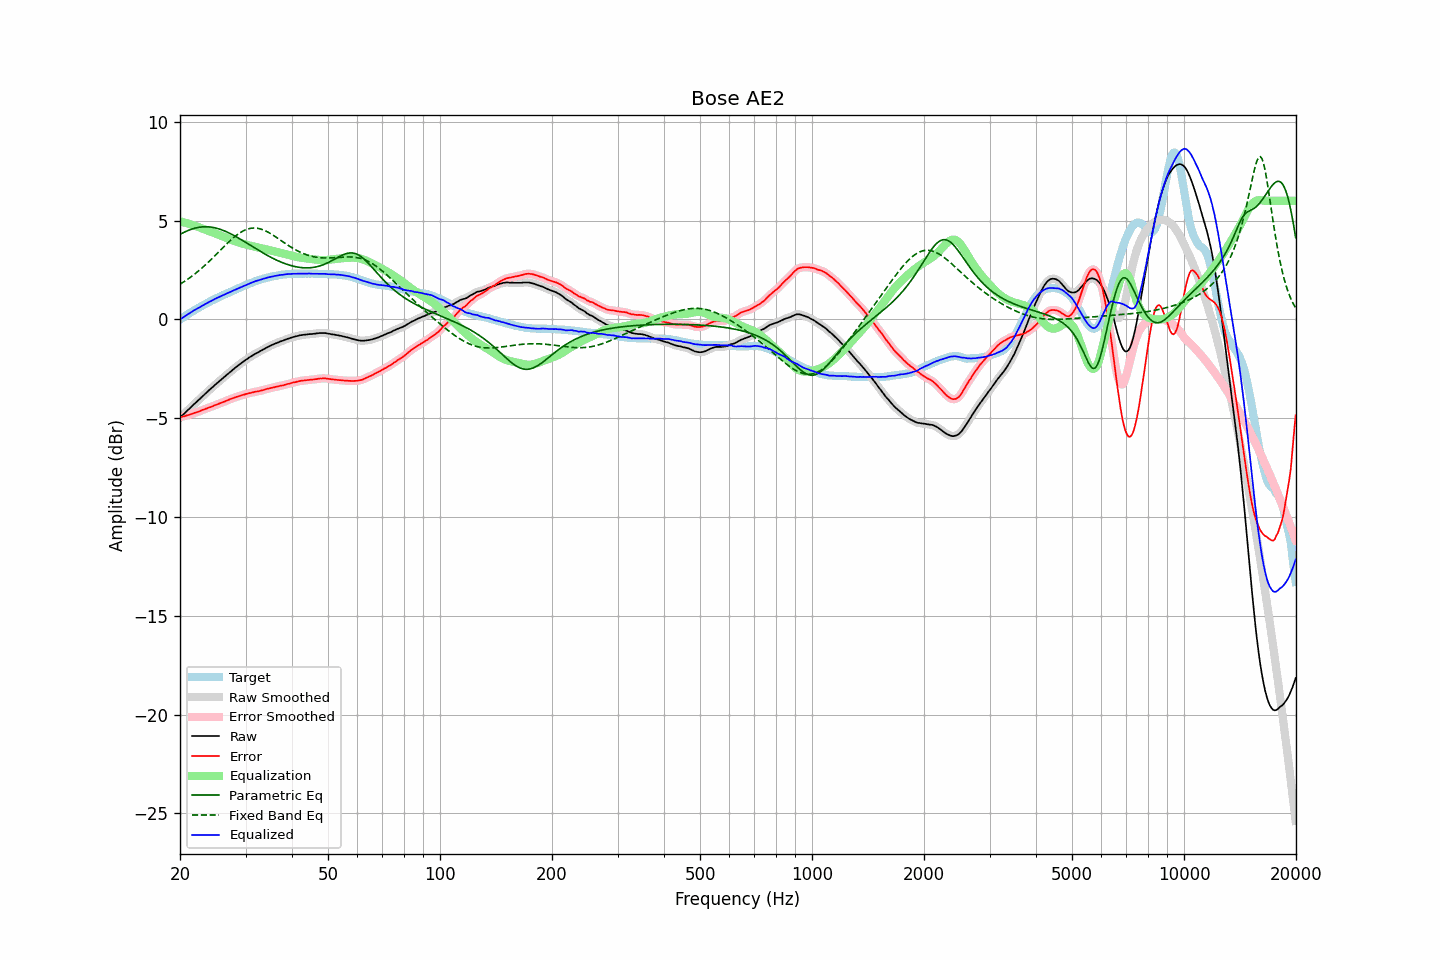 Bose AE2
10
5
0
−5
−10
−15
−20
−25
Amplitude (dBr)
Target
Raw Smoothed
Error Smoothed
Raw
Error
Equalization
Parametric Eq
Fixed Band Eq
Equalized
20
50
100
200
500
1000
2000
5000
10000
20000
Frequency (Hz)